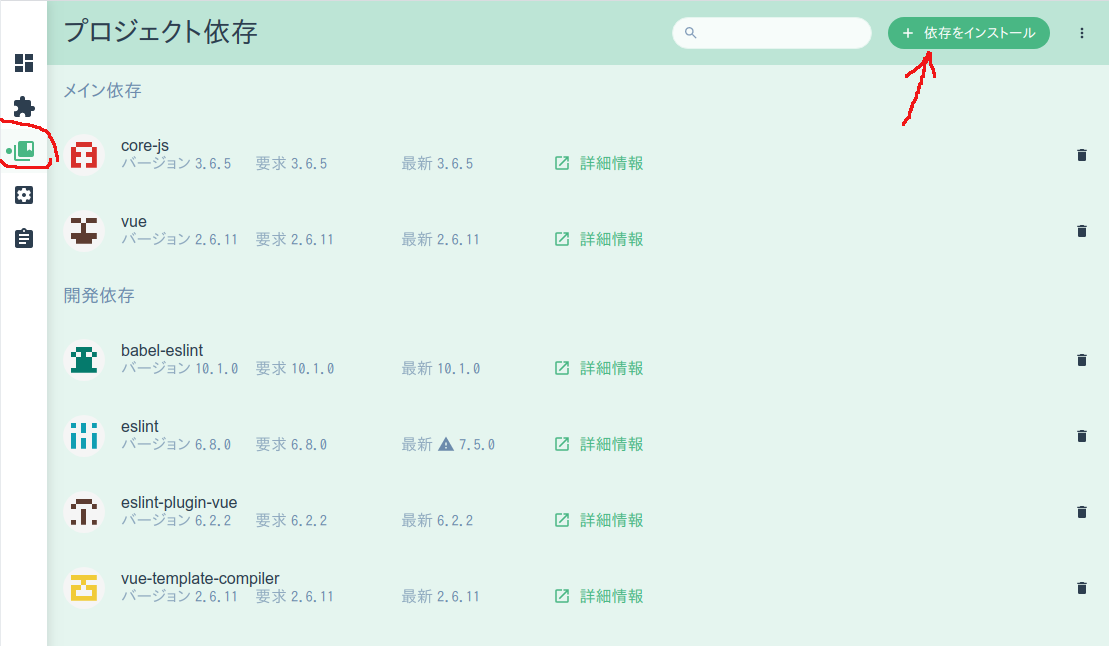 プロジェクト依存
+ 依存をインストール
メイン依存
core-js
バージョン 3.6.5 要求 3.6.5 最新 3.6.5 詳細情報
vue
バージョン 2.6.11 要求 2.6.11 最新 2.6.11 詳細情報
開発依存
babel-eslint
バージョン 10.1.0 要求 10.1.0 最新 10.1.0 詳細情報
eslint
バージョン 6.8.0 要求 6.8.0 最新 7.5.0 詳細情報
eslint-plugin-vue
バージョン 6.2.2 要求 6.2.2 最新 6.2.2 詳細情報
vue-template-compiler
バージョン 2.6.11 要求 2.6.11 最新 2.6.11 詳細情報